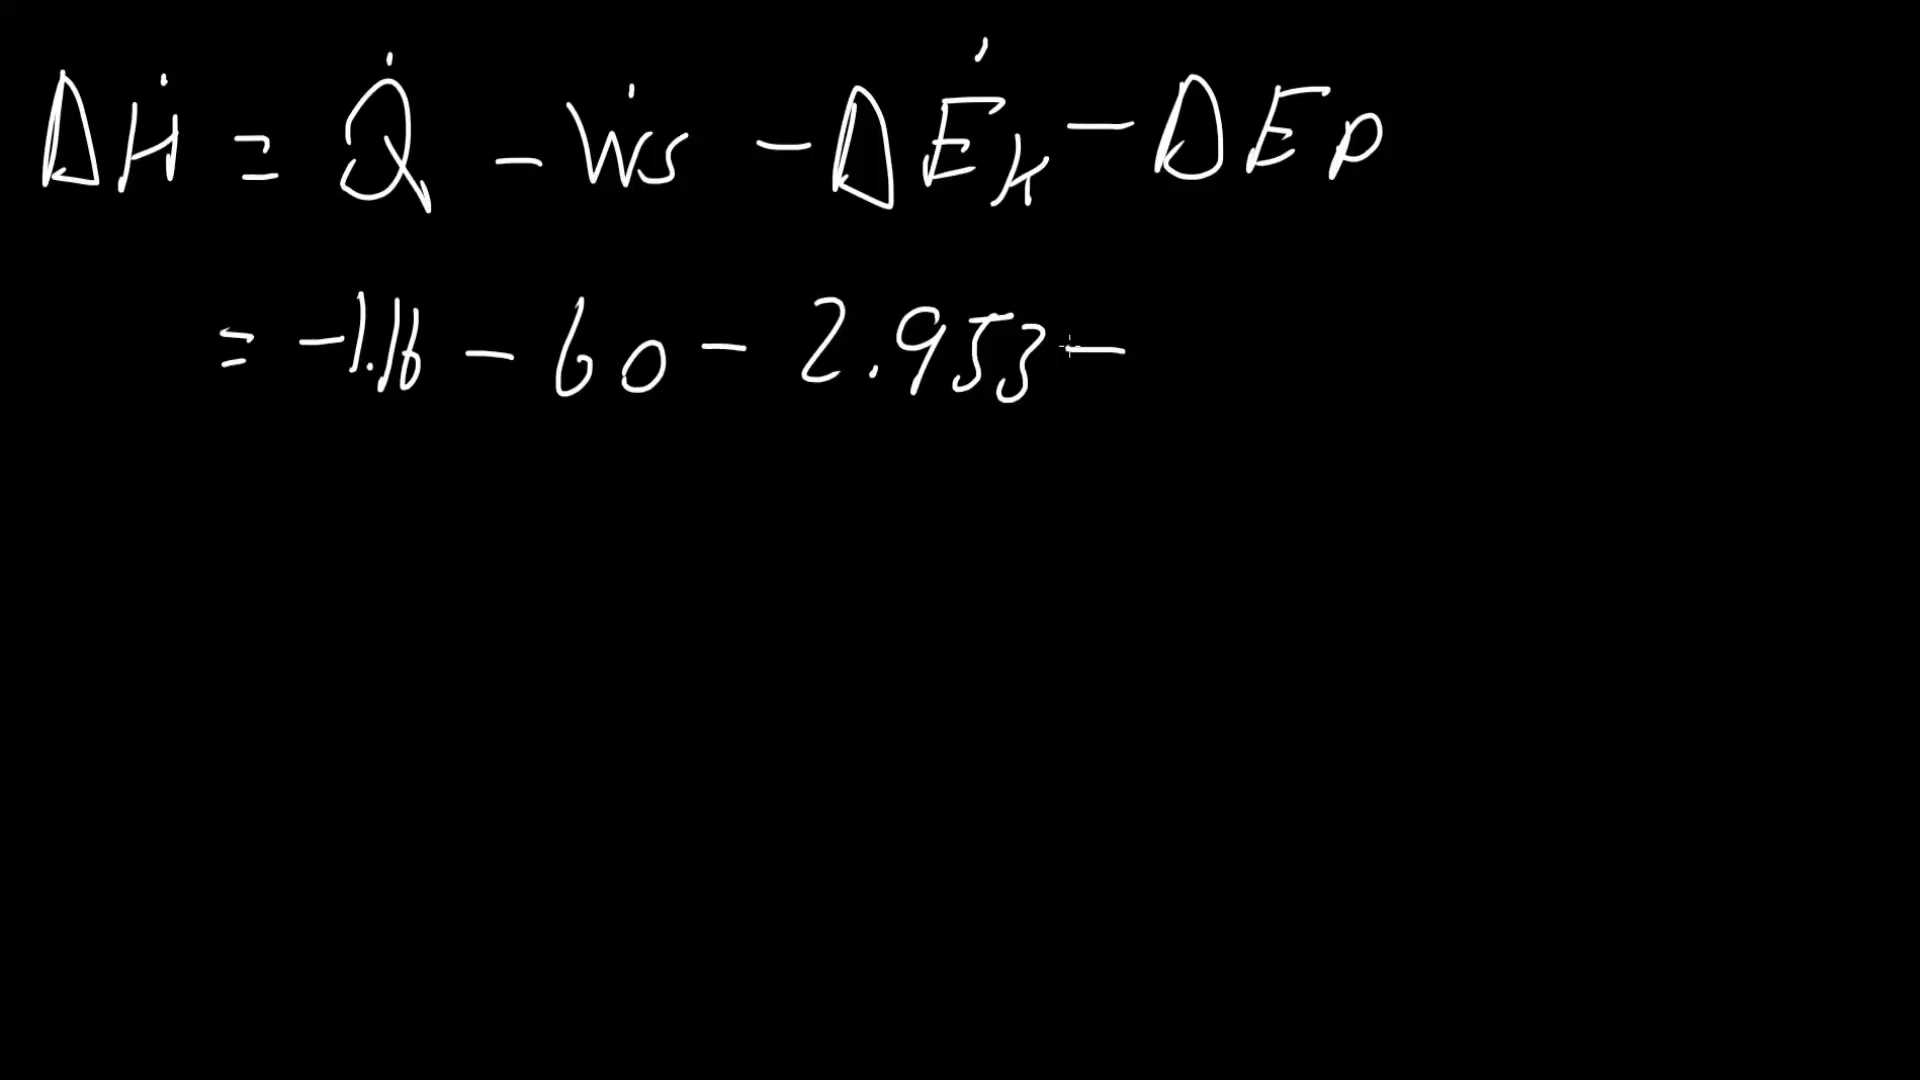 ΔḢ = Q̇ - Ẇs - ΔĖk - ΔEp
= -1.16 - 60 - 2.953 -